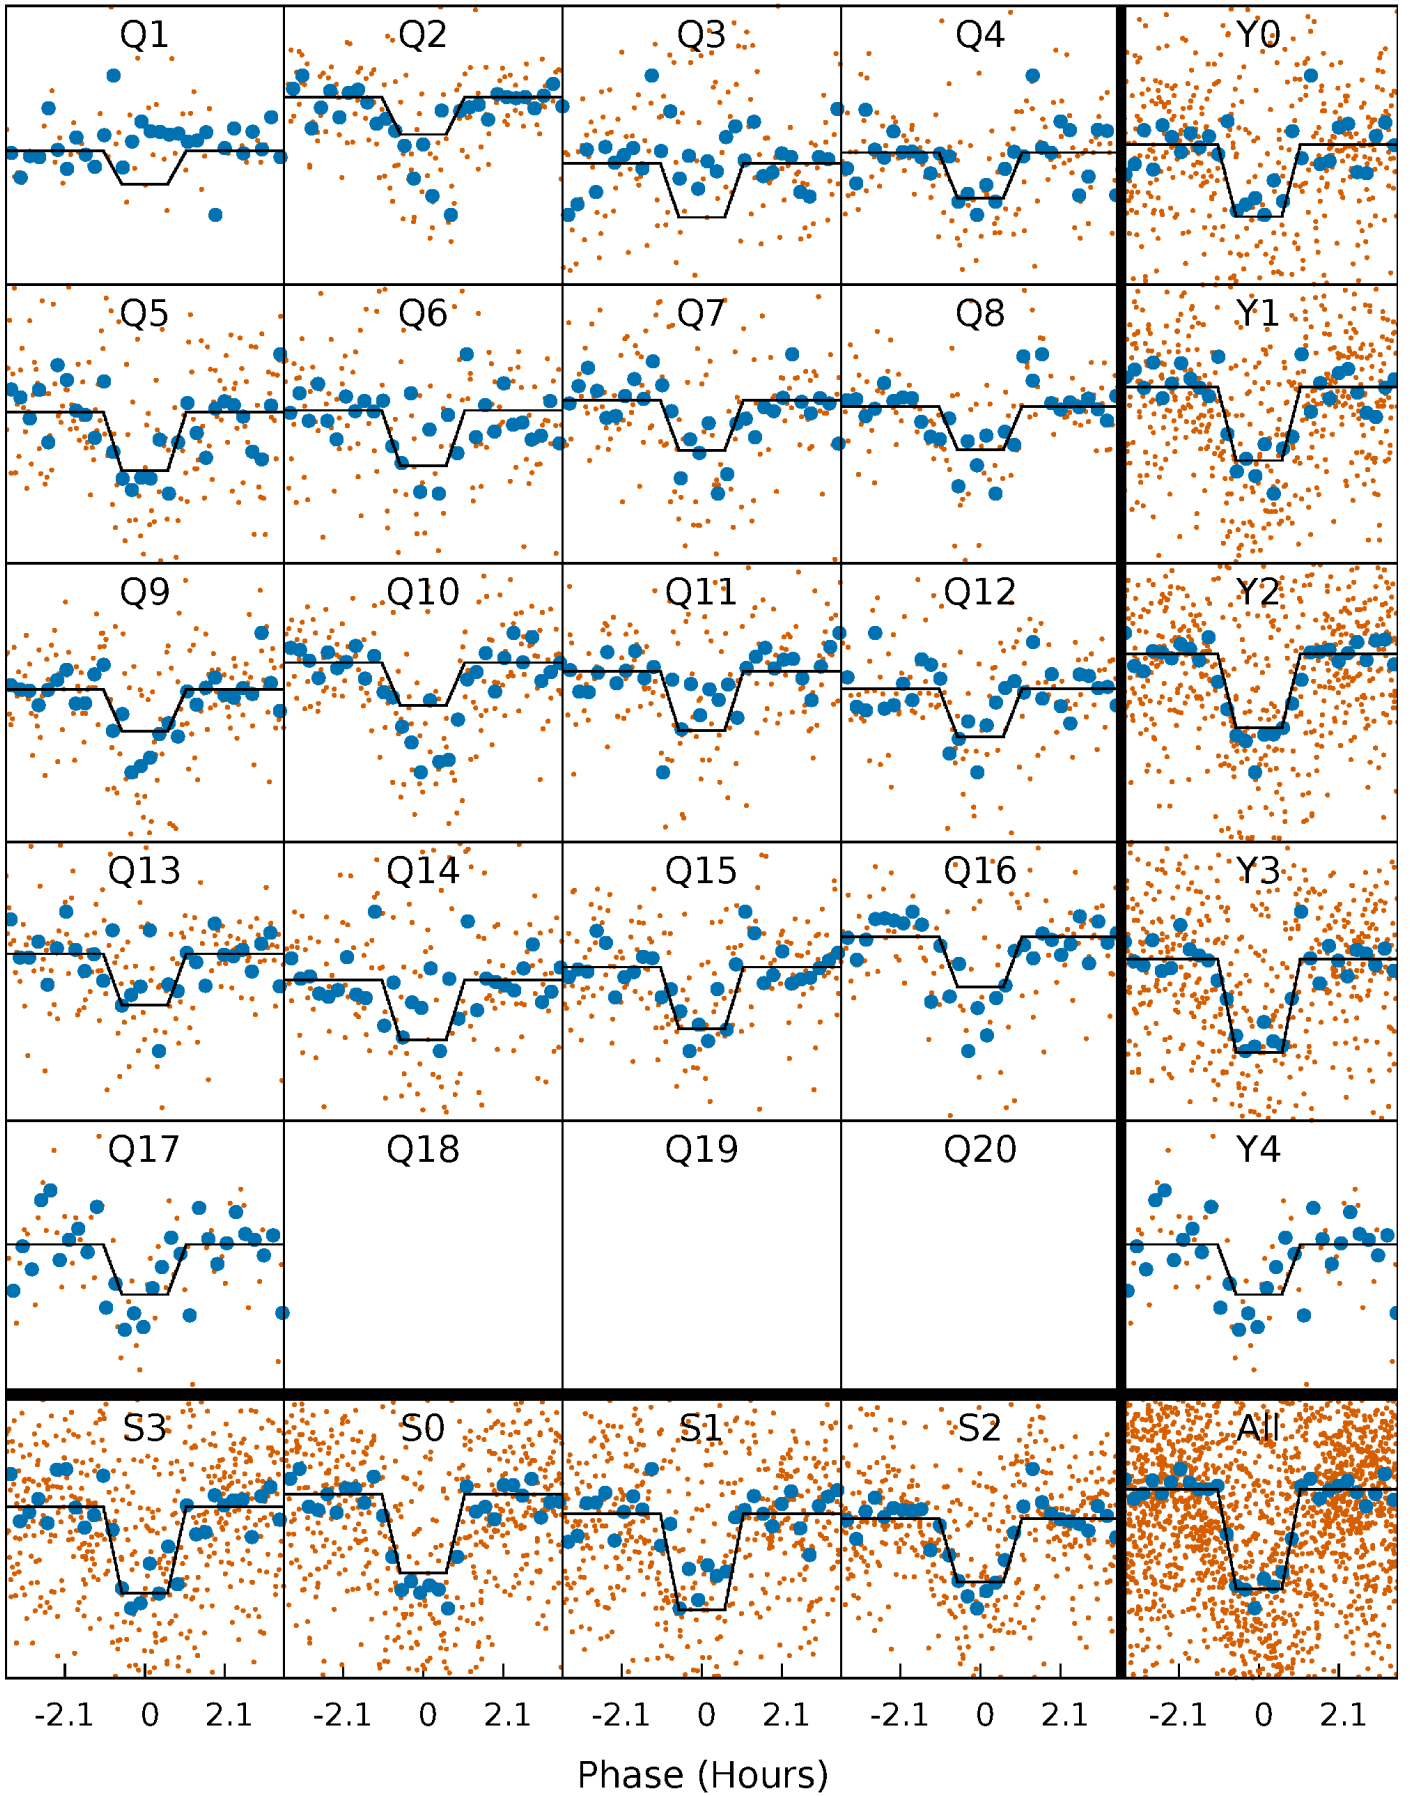 Q1 Q2 Q3 Q4 Y0
Q5 Q6 Q7 Q8 Y1
Q9 Q10 Q11 Q12 Y2
Q13 Q14 Q15 Q16 Y3
Q17 Q18 Q19 Q20 Y4
S3 S0 S1 S2 All
-2.1 0 2.1 -2.1 0 2.1 -2.1 0 2.1 -2.1 0 2.1 -2.1 0 2.1
Phase (Hours)